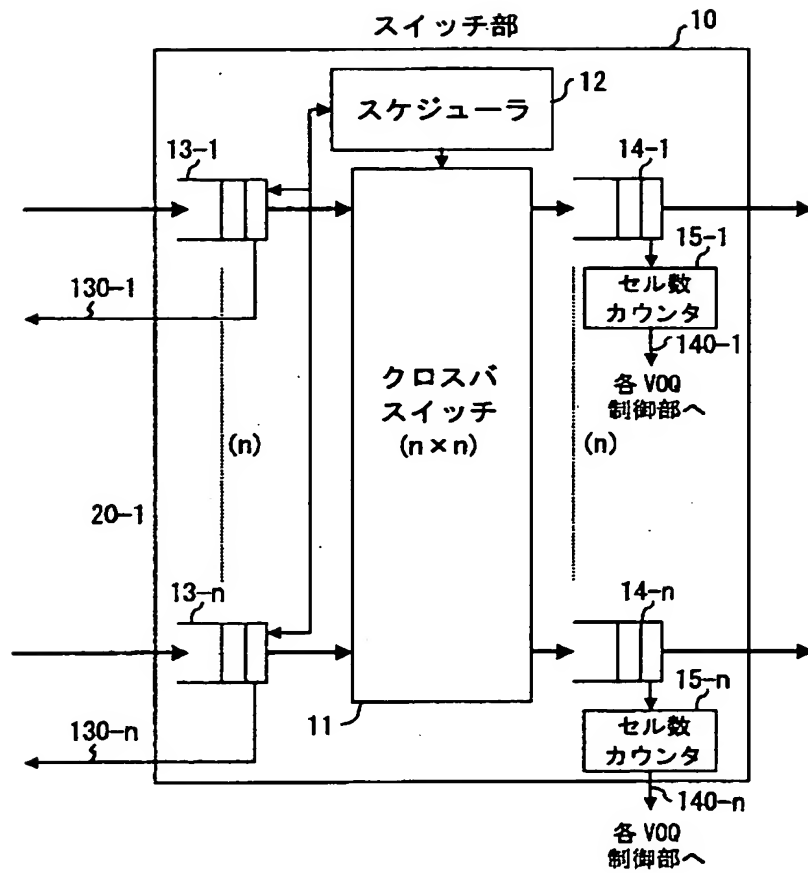 スイッチ部
10
12
スケジューラ
13-1
14-1
15-1
セル数
カウンタ
130-1
140-1
各VOQ
制御部へ
クロスバ
スイッチ
(n×n)
(n)
(n)
20-1
13-n
14-n
15-n
セル数
カウンタ
130-n
11
140-n
各VOQ
制御部へ